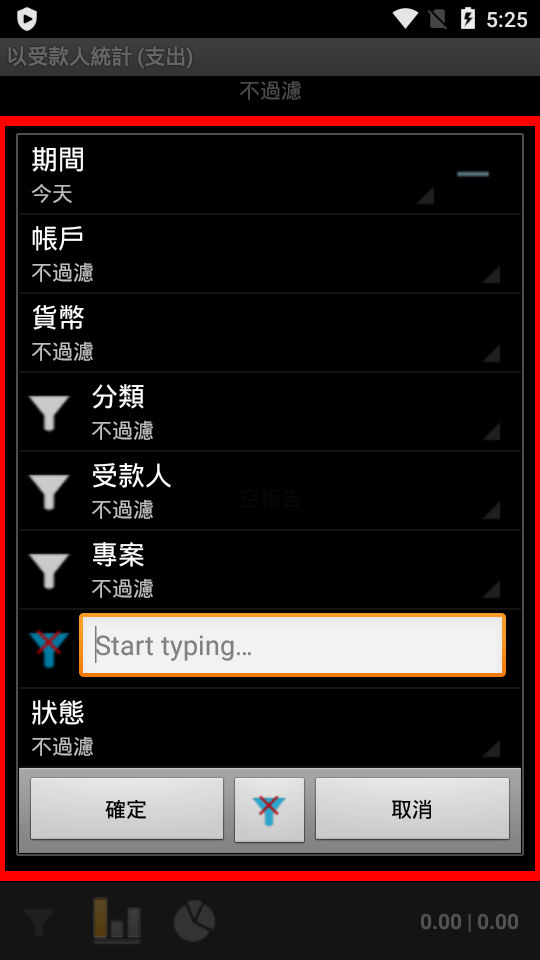 5:25
以受款人統計 (支出)
不過濾
期間
今天
帳戶
不過濾
貨幣
不過濾
分類
不過濾
受款人
不過濾
空報告
專案
不過濾
Start typing…
狀態
不過濾
確定
取消
0.00 | 0.00